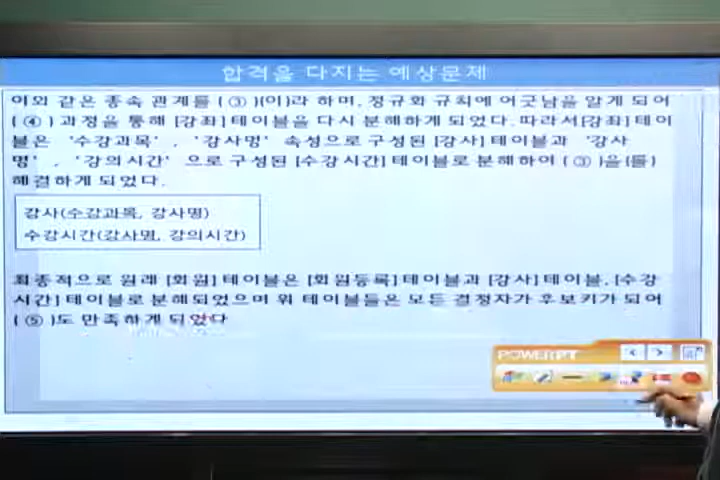 합격을 다지는 예상문제
이와 같은 종속 관계를 ( ③ )(이)라 하며, 정규화 규칙에 어긋남을 알게 되어
( ④ ) 과정을 통해 [강좌] 테이블을 다시 분해하게 되었다. 따라서[강좌] 테이
블은 '수강과목', '강사명' 속성으로 구성된 [강사] 테이블과 '강사
명', '강의시간' 으로 구성된 [수강시간] 테이블로 분해하여 ( ③ )을(를)
해결하게 되었다.
강사(수강과목, 강사명)
수강시간(강사명, 강의시간)
최종적으로 원래 [회원] 테이블은 [회원등록] 테이블과 [강사] 테이블, [수강
시간] 테이블로 분해되었으며 위 테이블들은 모든 결정자가 후보키가 되어
( ⑤ )도 만족하게 되었다
POWERPT